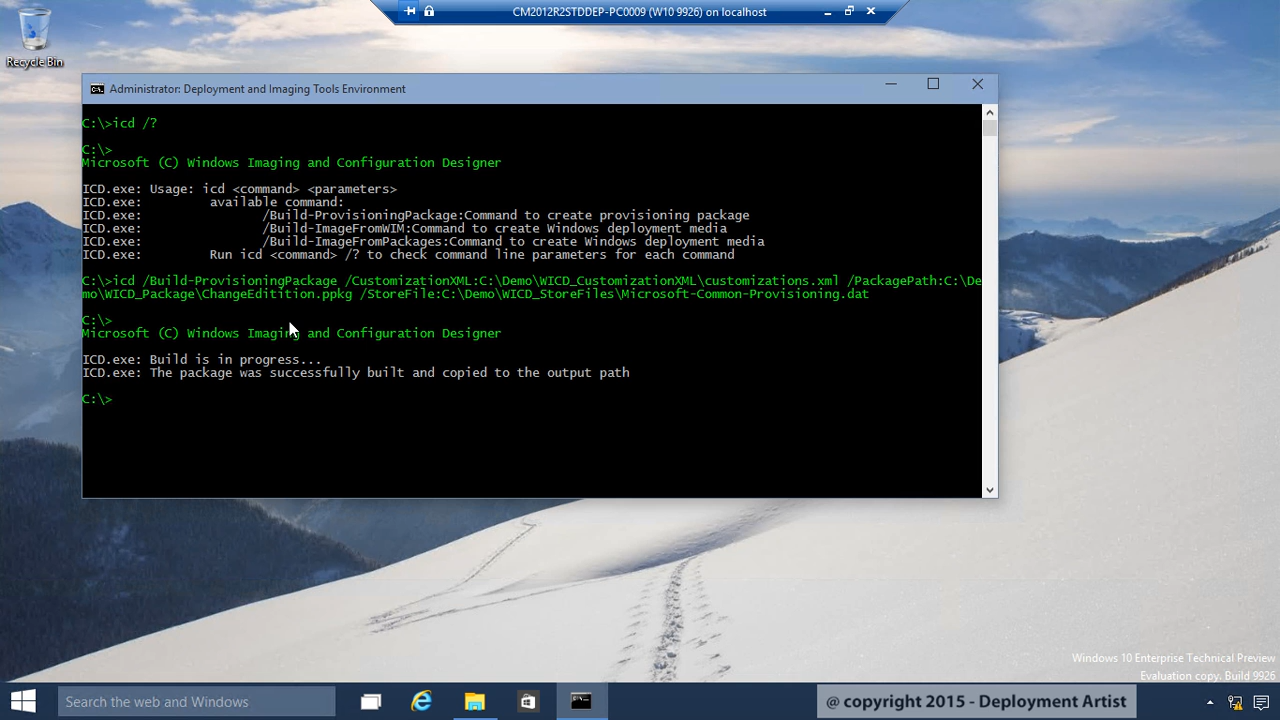 CM2012R2STDDEP-PC0009 (W10 9926) on localhost
Recycle Bin
Administrator: Deployment and Imaging Tools Environment
C:\>icd /?
C:\>
Microsoft (C) Windows Imaging and Configuration Designer
ICD.exe: Usage: icd <command> <parameters>
ICD.exe:         available command:
ICD.exe:                /Build-ProvisioningPackage:Command to create provisioning package
ICD.exe:                /Build-ImageFromWIM:Command to create Windows deployment media
ICD.exe:                /Build-ImageFromPackages:Command to create Windows deployment media
ICD.exe:         Run icd <command> /? to check command line parameters for each command
C:\>icd /Build-ProvisioningPackage /CustomizationXML:C:\Demo\WICD_CustomizationXML\customizations.xml /PackagePath:C:\De
mo\WICD_Package\ChangeEditition.ppkg /StoreFile:C:\Demo\WICD_StoreFiles\Microsoft-Common-Provisioning.dat
C:\>
Microsoft (C) Windows Imaging and Configuration Designer
ICD.exe: Build is in progress...
ICD.exe: The package was successfully built and copied to the output path
C:\>
Windows 10 Enterprise Technical Preview
Evaluation copy. Build 9926
Search the web and Windows
@ copyright 2015 - Deployment Artist